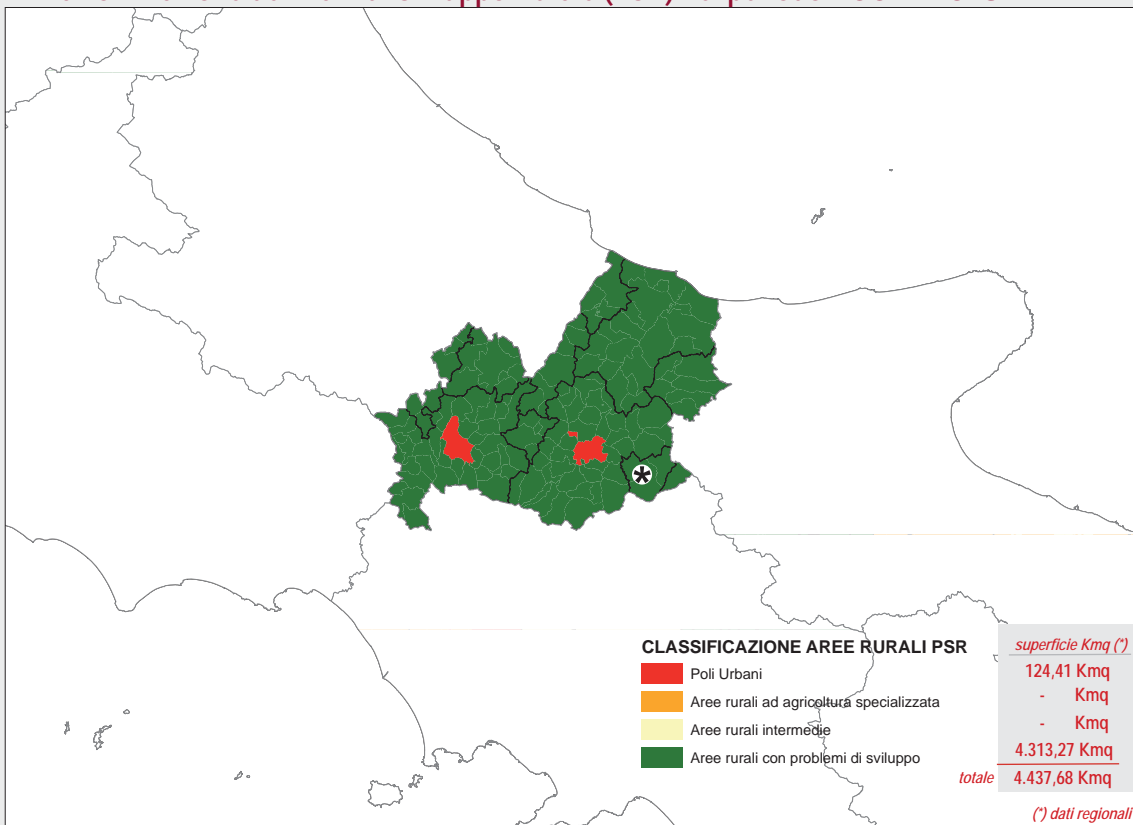 CLASSIFICAZIONE AREE RURALI PSR
superficie Kmq (*)
Poli Urbani
124,41 Kmq
Aree rurali ad agricoltura specializzata
- Kmq
Aree rurali intermedie
- Kmq
Aree rurali con problemi di sviluppo
4.313,27 Kmq
totale 4.437,68 Kmq
(*) dati regionali
*